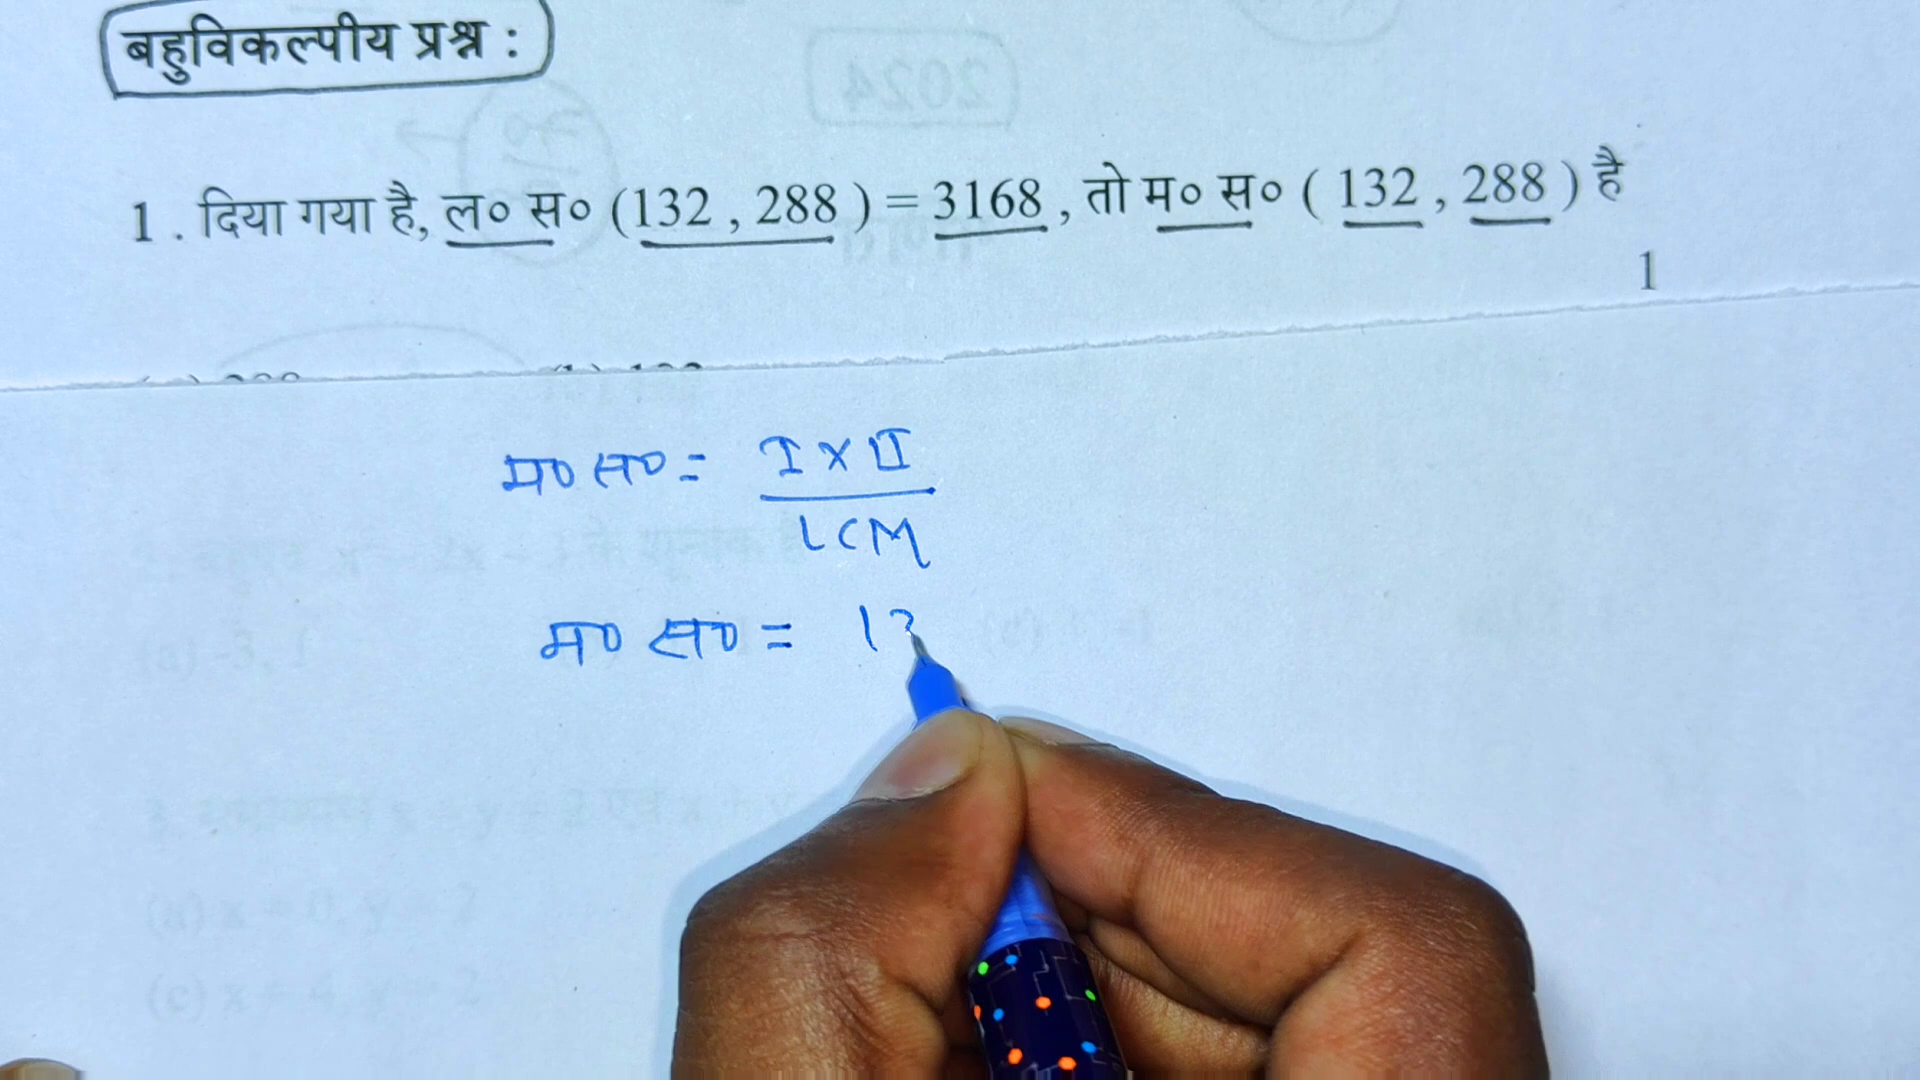 बहुविकल्पीय प्रश्न :
1 . दिया गया है, ल० स० (132 , 288 ) = 3168 , तो म० स० ( 132 , 288 ) है
1
म० स० = I × II
LCM
म० स० = 13